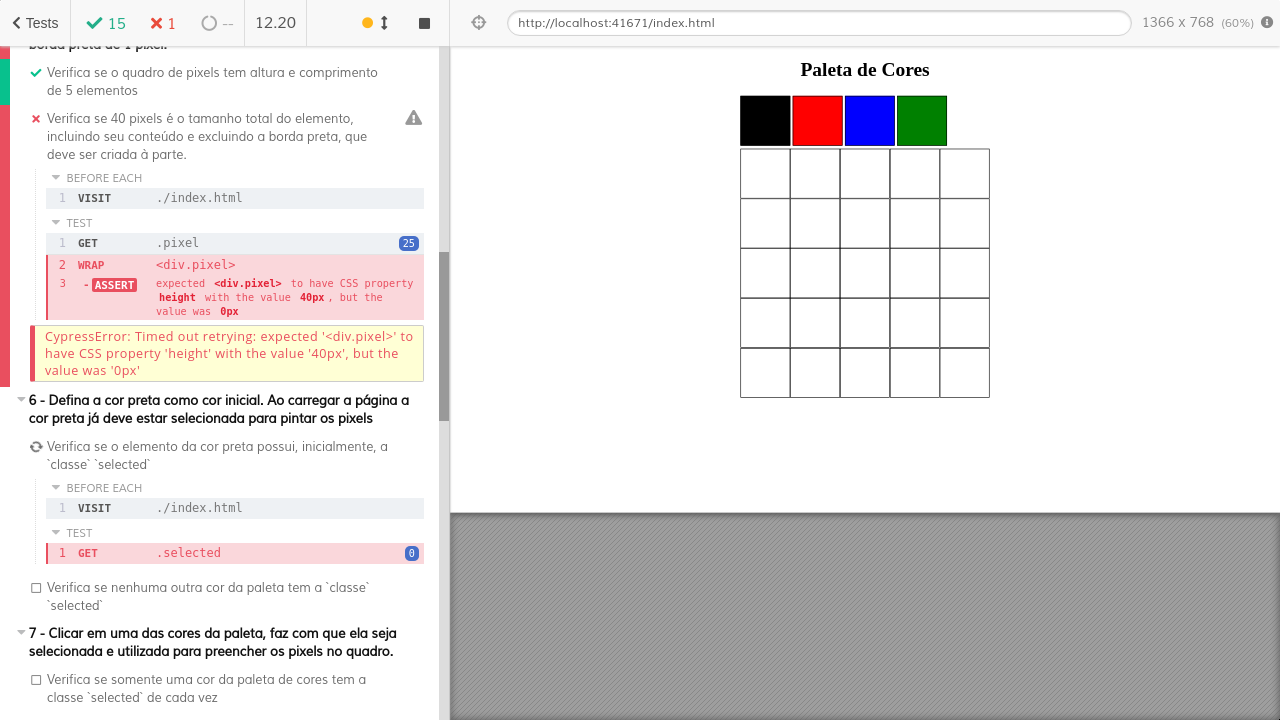 Tests
15
1
--
12.20
http://localhost:41671/index.html
1366 x 768 (60%)
borda preta de 1 pixel.
Verifica se o quadro de pixels tem altura e comprimento
de 5 elementos
Verifica se 40 pixels é o tamanho total do elemento,
incluindo seu conteúdo e excluindo a borda preta, que
deve ser criada à parte.
BEFORE EACH
1 VISIT ./index.html
TEST
1 GET .pixel 25
2 WRAP <div.pixel>
3 - ASSERT expected <div.pixel> to have CSS property
height with the value 40px, but the
value was 0px
CypressError: Timed out retrying: expected '<div.pixel>' to
have CSS property 'height' with the value '40px', but the
value was '0px'
6 - Defina a cor preta como cor inicial. Ao carregar a página a
cor preta já deve estar selecionada para pintar os pixels
Verifica se o elemento da cor preta possui, inicialmente, a
`classe` `selected`
BEFORE EACH
1 VISIT ./index.html
TEST
1 GET .selected 0
Verifica se nenhuma outra cor da paleta tem a `classe`
`selected`
7 - Clicar em uma das cores da paleta, faz com que ela seja
selecionada e utilizada para preencher os pixels no quadro.
Verifica se somente uma cor da paleta de cores tem a
classe `selected` de cada vez
Paleta de Cores